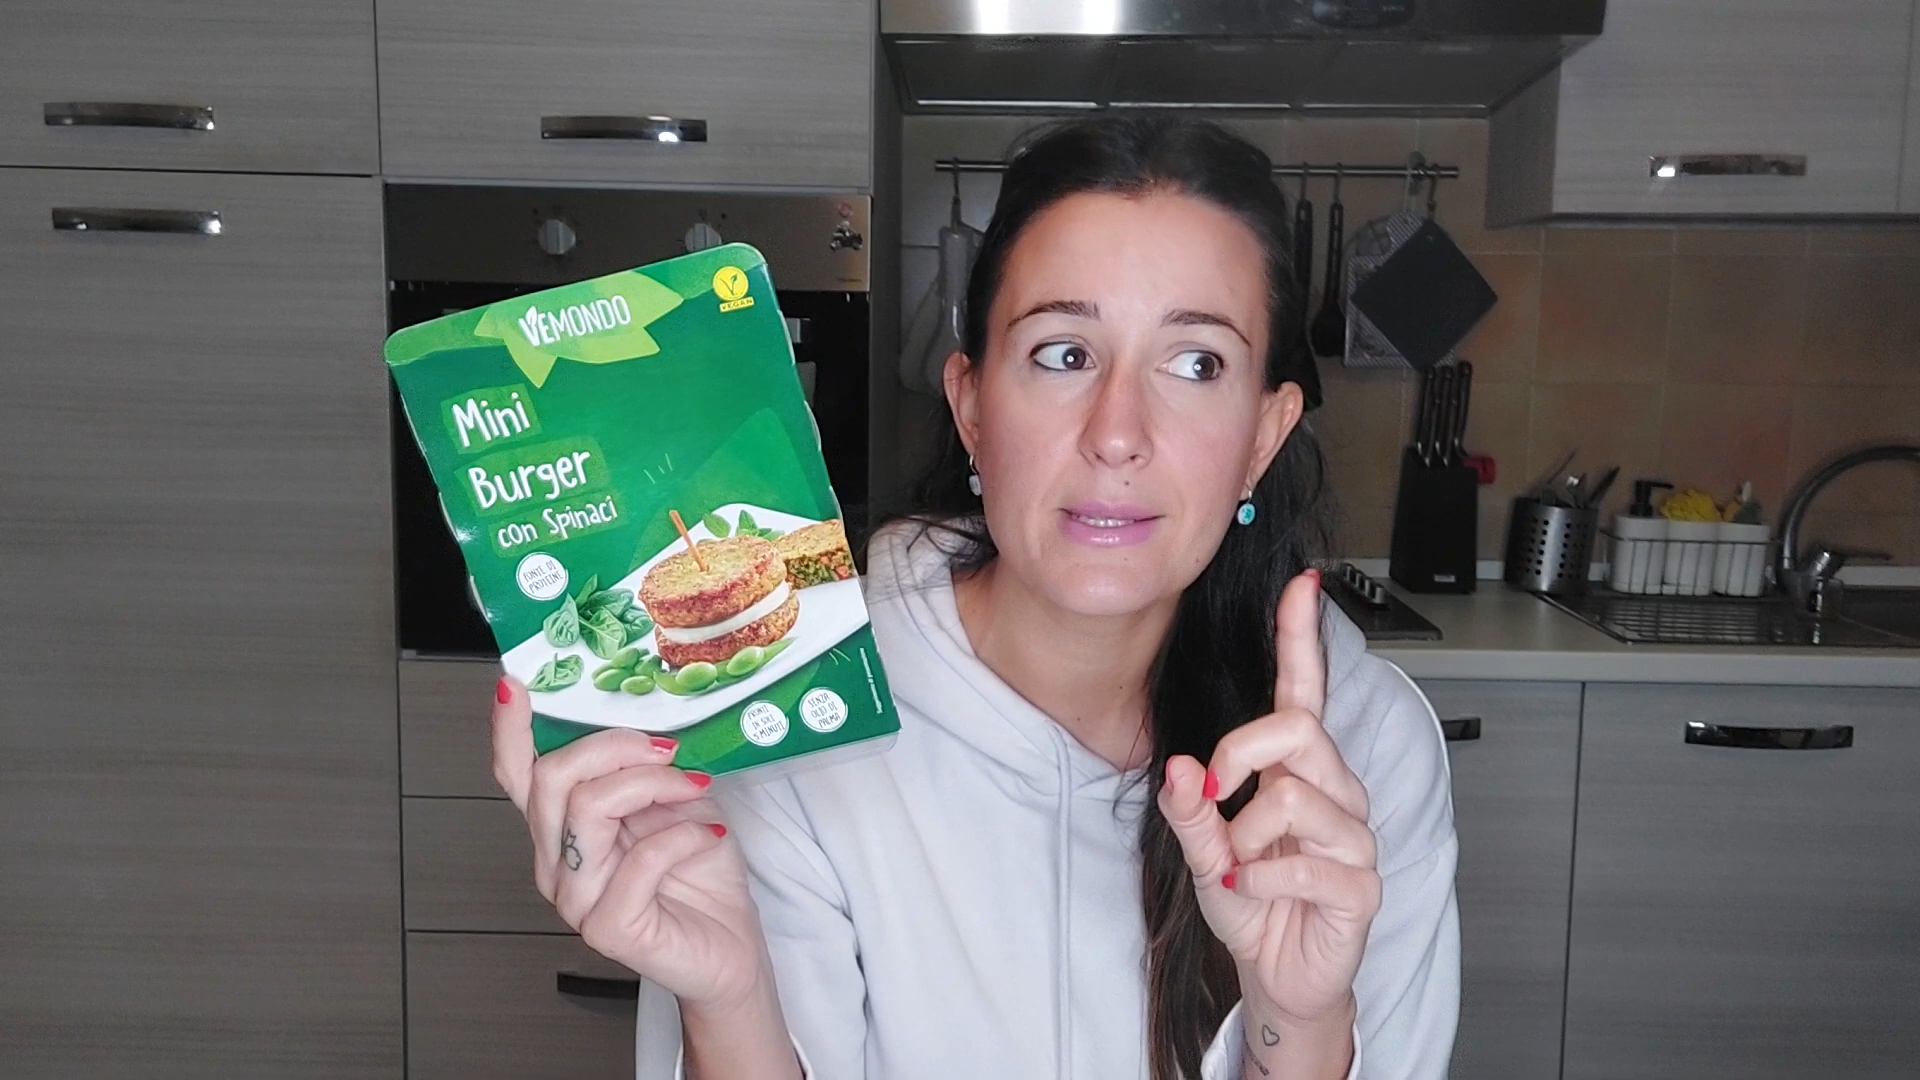 VEMONDO
VEGAN
Mini
Burger
con Spinaci
FONTE DI
PROTEINE
PRONTI
IN SOLI
5 MINUTI
SENZA
OLIO DI
PALMA